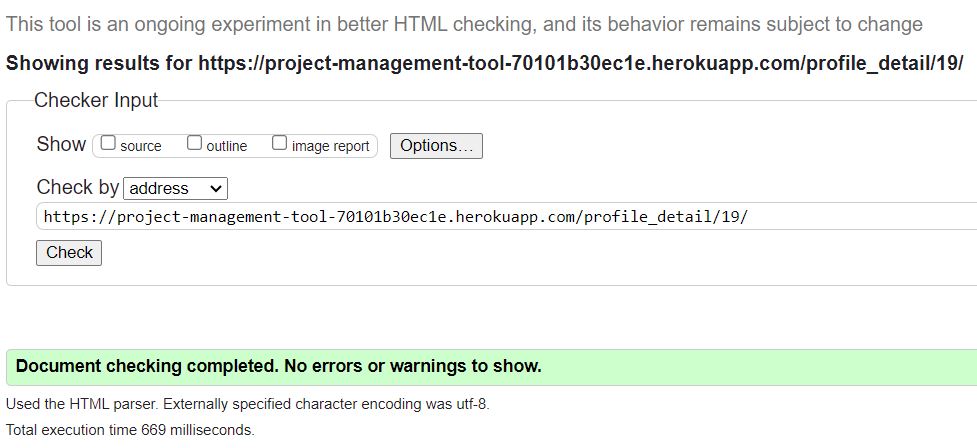 This tool is an ongoing experiment in better HTML checking, and its behavior remains subject to change
Showing results for https://project-management-tool-70101b30ec1e.herokuapp.com/profile_detail/19/
Checker Input
Show source outline image report Options...
Check by address
https://project-management-tool-70101b30ec1e.herokuapp.com/profile_detail/19/
Check
Document checking completed. No errors or warnings to show.
Used the HTML parser. Externally specified character encoding was utf-8.
Total execution time 669 milliseconds.